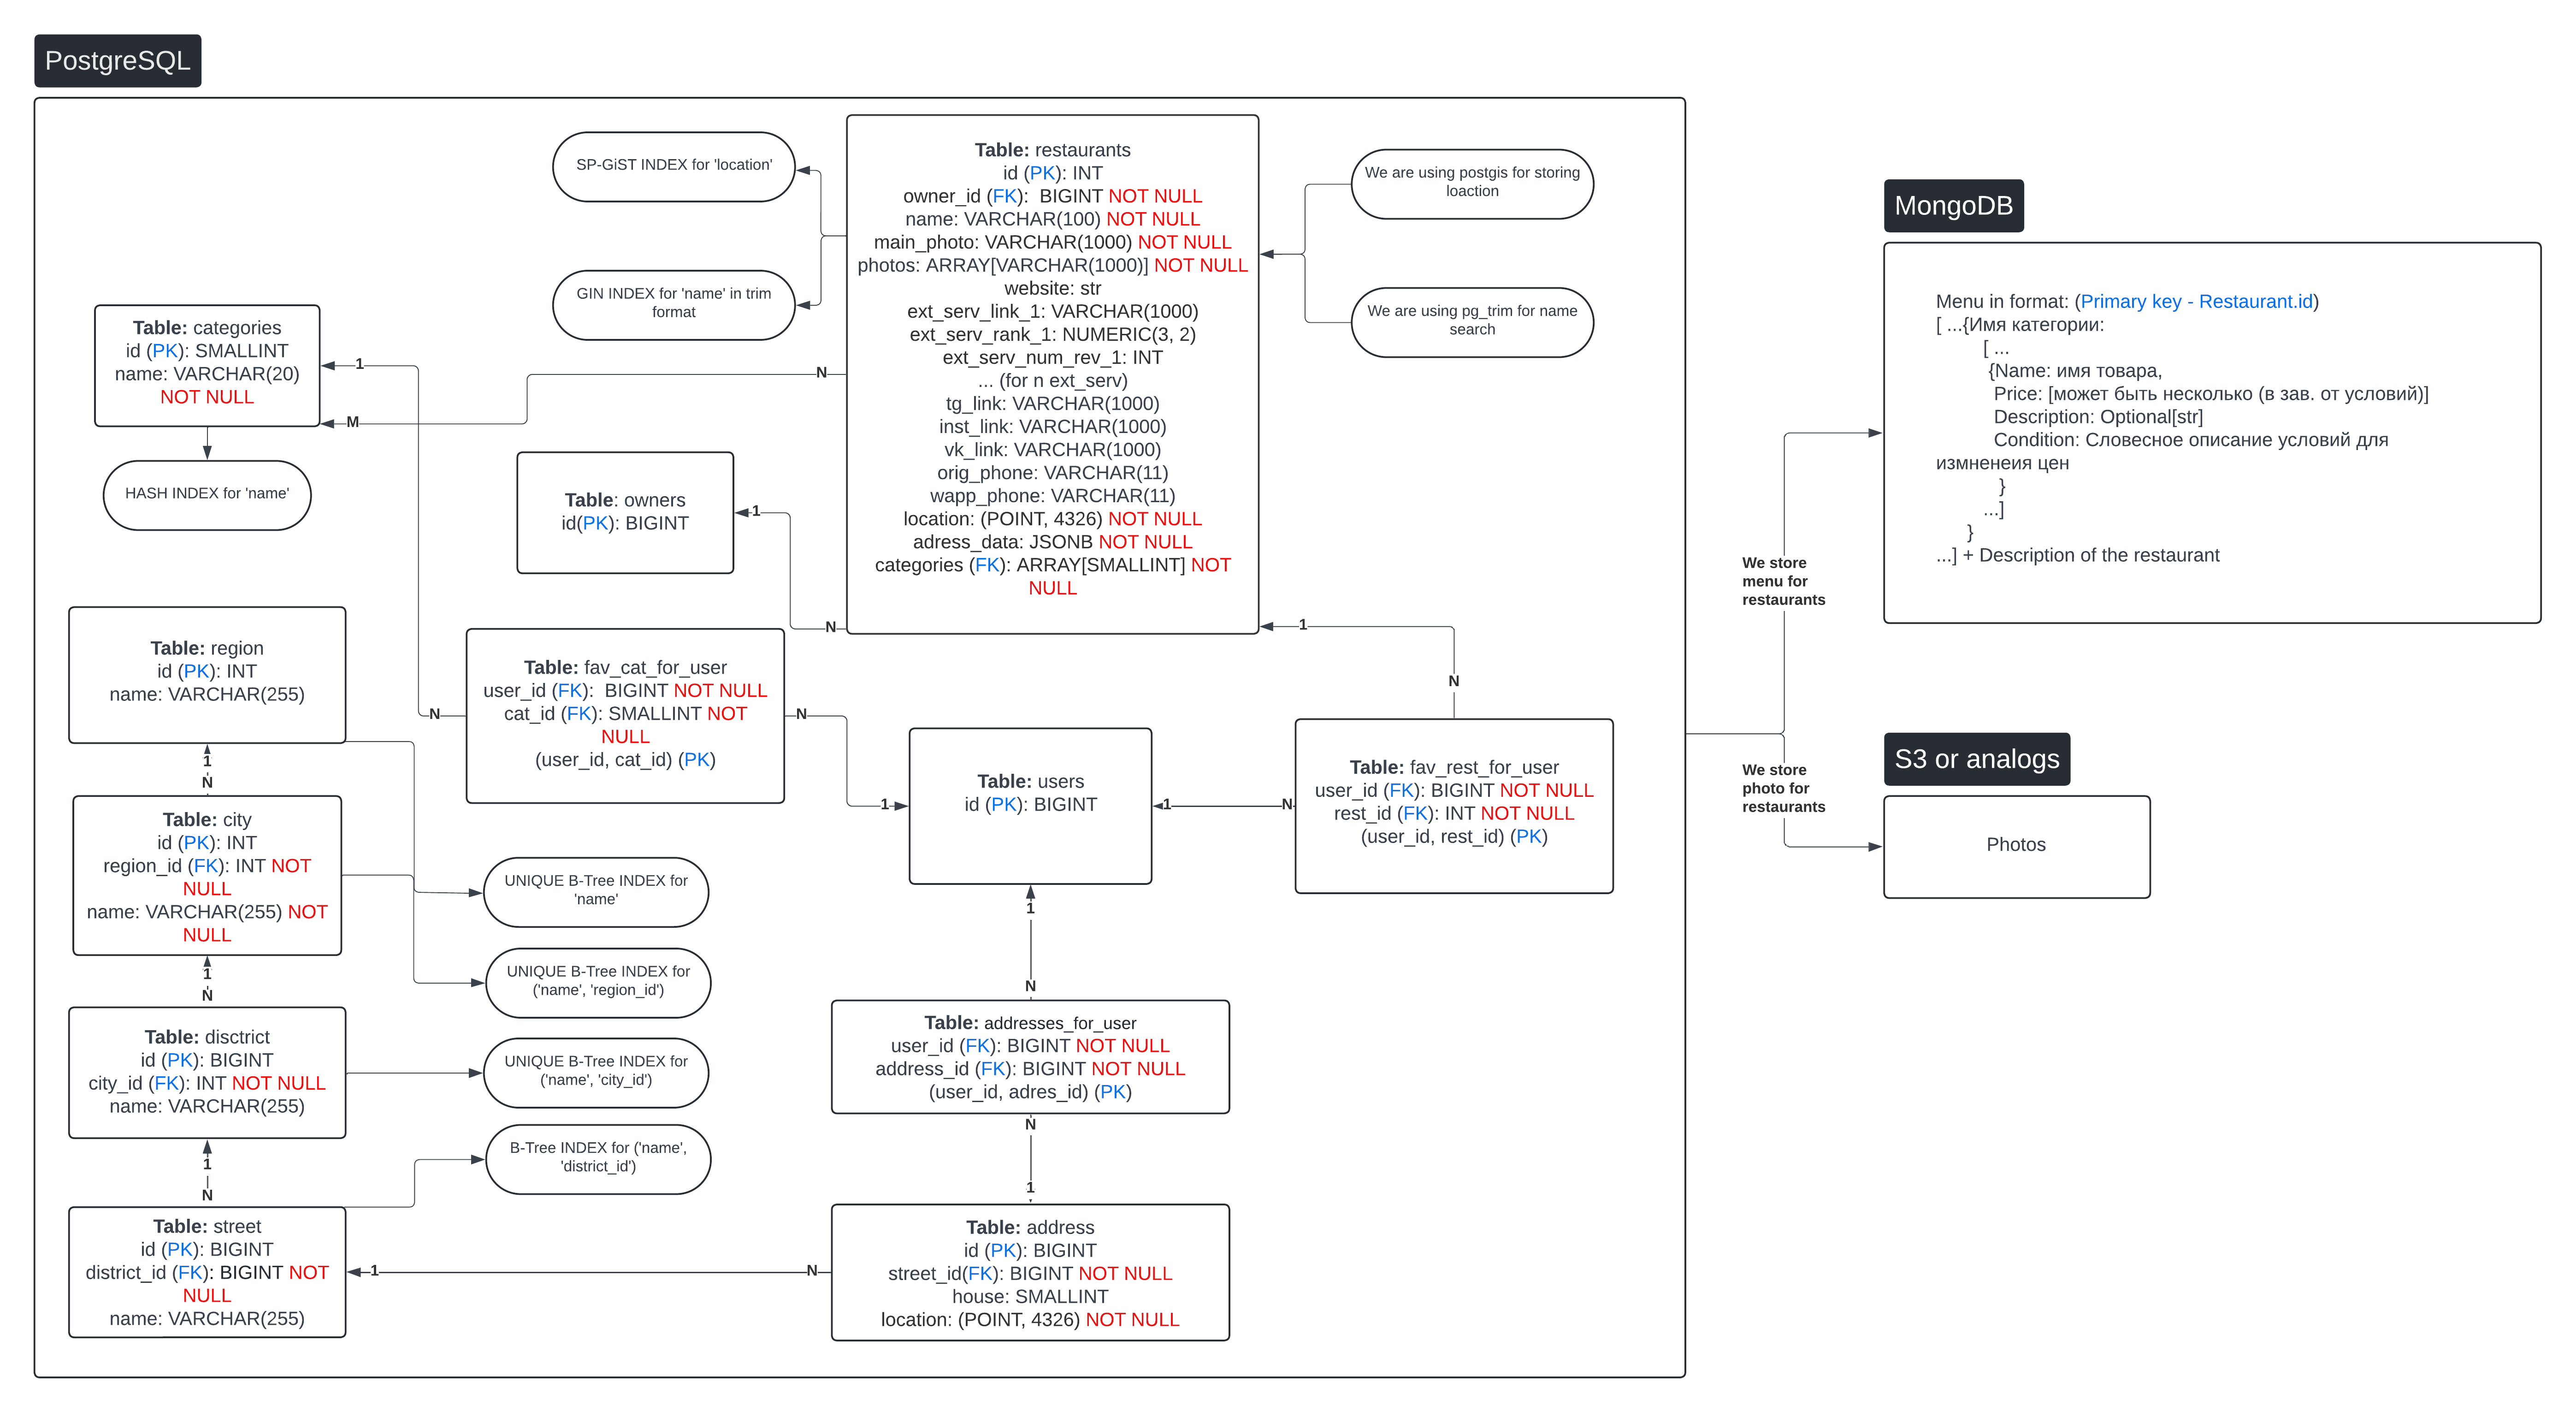 PostgreSQL
SP-GiST INDEX for 'location'
GIN INDEX for 'name' in trim
format
Table: restaurants
id (PK): INT
owner_id (FK):  BIGINT NOT NULL
name: VARCHAR(100) NOT NULL
main_photo: VARCHAR(1000) NOT NULL
photos: ARRAY[VARCHAR(1000)] NOT NULL
website: str
ext_serv_link_1: VARCHAR(1000)
ext_serv_rank_1: NUMERIC(3, 2)
ext_serv_num_rev_1: INT
... (for n ext_serv)
tg_link: VARCHAR(1000)
inst_link: VARCHAR(1000)
vk_link: VARCHAR(1000)
orig_phone: VARCHAR(11)
wapp_phone: VARCHAR(11)
location: (POINT, 4326) NOT NULL
adress_data: JSONB NOT NULL
categories (FK): ARRAY[SMALLINT] NOT
NULL
We are using postgis for storing
loaction
We are using pg_trim for name
search
Table: categories
id (PK): SMALLINT
name: VARCHAR(20)
NOT NULL
1
N
M
HASH INDEX for 'name'
Table: owners
id(PK): BIGINT
1
N
Table: region
id (PK): INT
name: VARCHAR(255)
Table: fav_cat_for_user
user_id (FK):  BIGINT NOT NULL
cat_id (FK): SMALLINT NOT
NULL
(user_id, cat_id) (PK)
N
N
1
Table: users
id (PK): BIGINT
1
N
Table: fav_rest_for_user
user_id (FK): BIGINT NOT NULL
rest_id (FK): INT NOT NULL
(user_id, rest_id) (PK)
1
N
1
N
Table: city
id (PK): INT
region_id (FK): INT NOT
NULL
name: VARCHAR(255) NOT
NULL
UNIQUE B-Tree INDEX for
'name'
UNIQUE B-Tree INDEX for
('name', 'region_id')
1
N
Table: disctrict
id (PK): BIGINT
city_id (FK): INT NOT NULL
name: VARCHAR(255)
UNIQUE B-Tree INDEX for
('name', 'city_id')
B-Tree INDEX for ('name',
'district_id')
1
N
Table: street
id (PK): BIGINT
district_id (FK): BIGINT NOT
NULL
name: VARCHAR(255)
1
N
1
N
Table: addresses_for_user
user_id (FK): BIGINT NOT NULL
address_id (FK): BIGINT NOT NULL
(user_id, adres_id) (PK)
N
1
Table: address
id (PK): BIGINT
street_id(FK): BIGINT NOT NULL
house: SMALLINT
location: (POINT, 4326) NOT NULL
We store
menu for
restaurants
We store
photo for
restaurants
MongoDB
Menu in format: (Primary key - Restaurant.id)
[ ...{Имя категории:
[ ...
{Name: имя товара,
Price: [может быть несколько (в зав. от условий)]
Description: Optional[str]
Condition: Словесное описание условий для
измненеия цен
}
...]
}
...] + Description of the restaurant
S3 or analogs
Photos